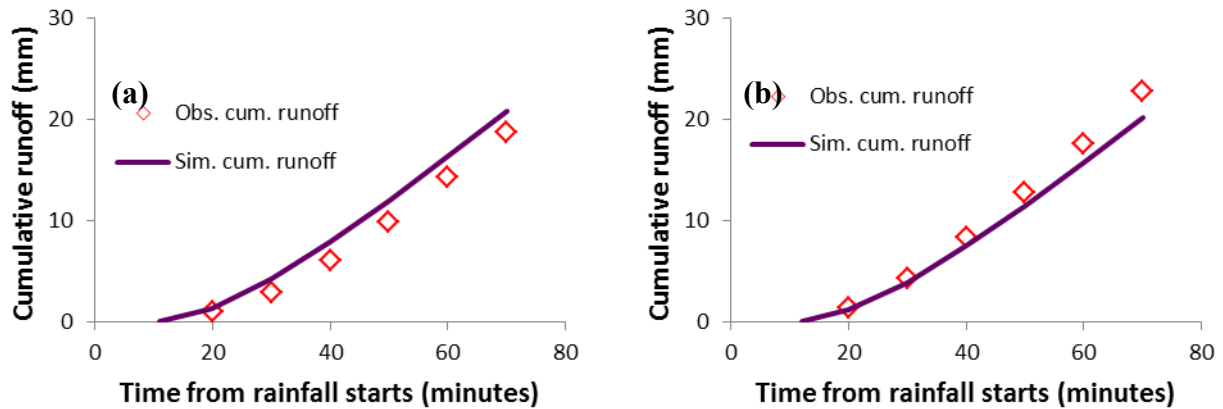 30
20
10
0
Cumulative runoff (mm)
(a)
Obs. cum. runoff
Sim. cum. runoff
0 20 40 60 80
Time from rainfall starts (minutes)
30
20
10
0
Cumulative runoff (mm)
(b)
Obs. cum. runoff
Sim. cum. runoff
0 20 40 60 80
Time from rainfall starts (minutes)